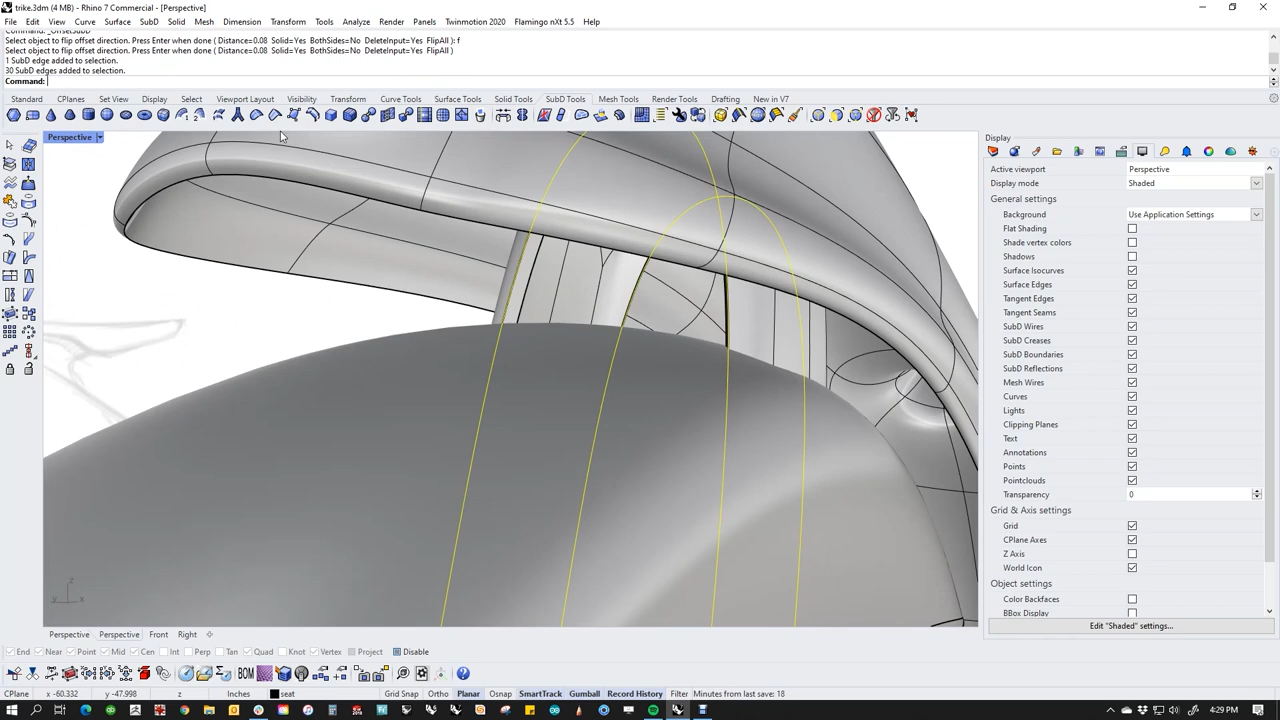 trike.3dm (4 MB) - Rhino 7 Commercial - [Perspective]
File Edit View Curve Surface SubD Solid Mesh Dimension Transform Tools Analyze Render Panels Twinmotion 2020 Flamingo nXt 5.5 Window Help
Command: _OffsetSubD
Select object to flip offset direction. Press Enter when done ( Distance=0.08 Solid=Yes BothSides=No DeleteInput=Yes FlipAll ): f
Select object to flip offset direction. Press Enter when done ( Distance=0.08 Solid=Yes BothSides=No DeleteInput=Yes FlipAll )
1 SubD edge added to selection.
30 SubD edges added to selection.
Command:
Standard CPlanes Set View Display Select Viewport Layout Visibility Transform Curve Tools Surface Tools Solid Tools SubD Tools Mesh Tools Render Tools Drafting New in V7
Perspective
Display
Active viewport Perspective
Display mode Shaded
General settings
Background Use Application Settings
Flat Shading
Shade vertex colors
Shadows
Surface Isocurves
Surface Edges
Tangent Edges
Tangent Seams
SubD Wires
SubD Creases
SubD Boundaries
SubD Reflections
Mesh Wires
Curves
Lights
Clipping Planes
Text
Annotations
Points
Pointclouds
Transparency 0
Grid & Axis settings
Grid
CPlane Axes
Z Axis
World Icon
Object settings
Color Backfaces
BBox Display
Edit "Shaded" settings...
z
y x
Perspective Perspective Front Right
End Near Point Mid Cen Int Perp Tan Quad Knot Vertex Project Disable
BOM
CPlane x -60.332 y -47.998 z Inches seat Grid Snap Ortho Planar Osnap SmartTrack Gumball Record History Filter Minutes from last save: 18
4:29 PM